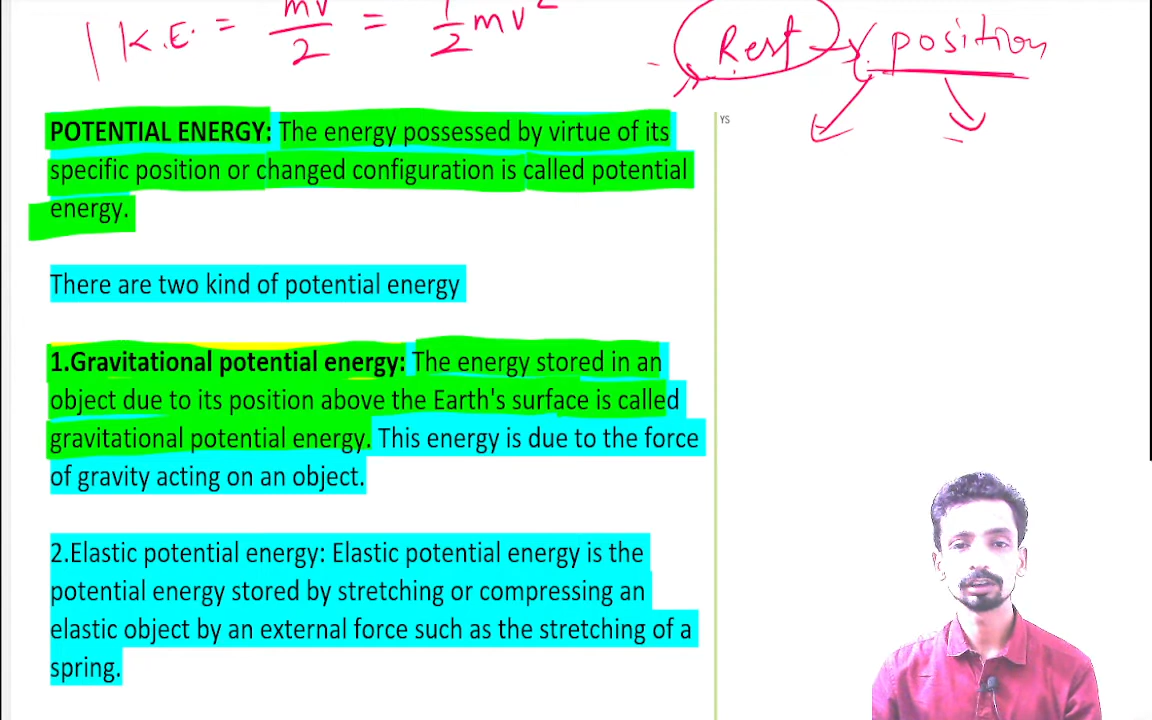 K.E. = mv/2 = 1/2 mv²
Rest position
POTENTIAL ENERGY: The energy possessed by virtue of its
YS
specific position or changed configuration is called potential
energy.
There are two kind of potential energy
1.Gravitational potential energy: The energy stored in an
object due to its position above the Earth's surface is called
gravitational potential energy. This energy is due to the force
of gravity acting on an object.
2.Elastic potential energy: Elastic potential energy is the
potential energy stored by stretching or compressing an
elastic object by an external force such as the stretching of a
spring.